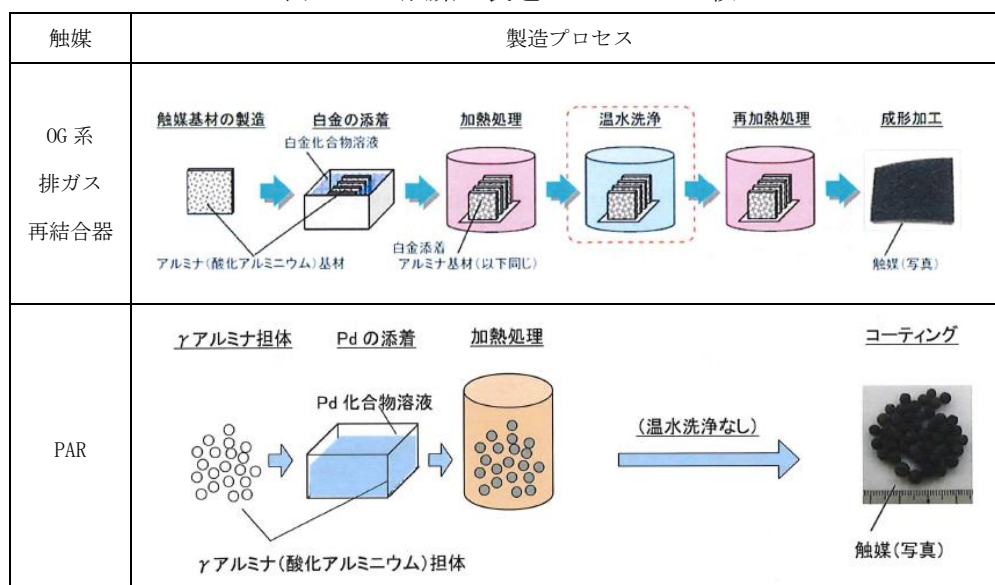 触媒
製造プロセス
OG 系
排ガス
再結合器
触媒基材の製造
白金の添着
加熱処理
温水洗浄
再加熱処理
成形加工
白金化合物溶液
白金添着
アルミナ(酸化アルミニウム)基材
アルミナ基材(以下同じ)
触媒(写真)
PAR
γアルミナ担体
Pd の添着
加熱処理
コーティング
Pd 化合物溶液
(温水洗浄なし)
γアルミナ(酸化アルミニウム)担体
触媒(写真)